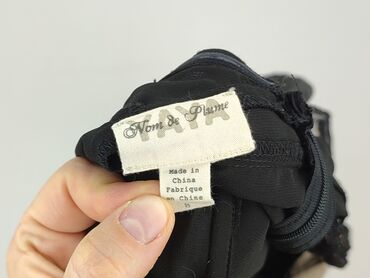 YAYA
Nom de Plume
Made in
China
Fabrique
en Chine